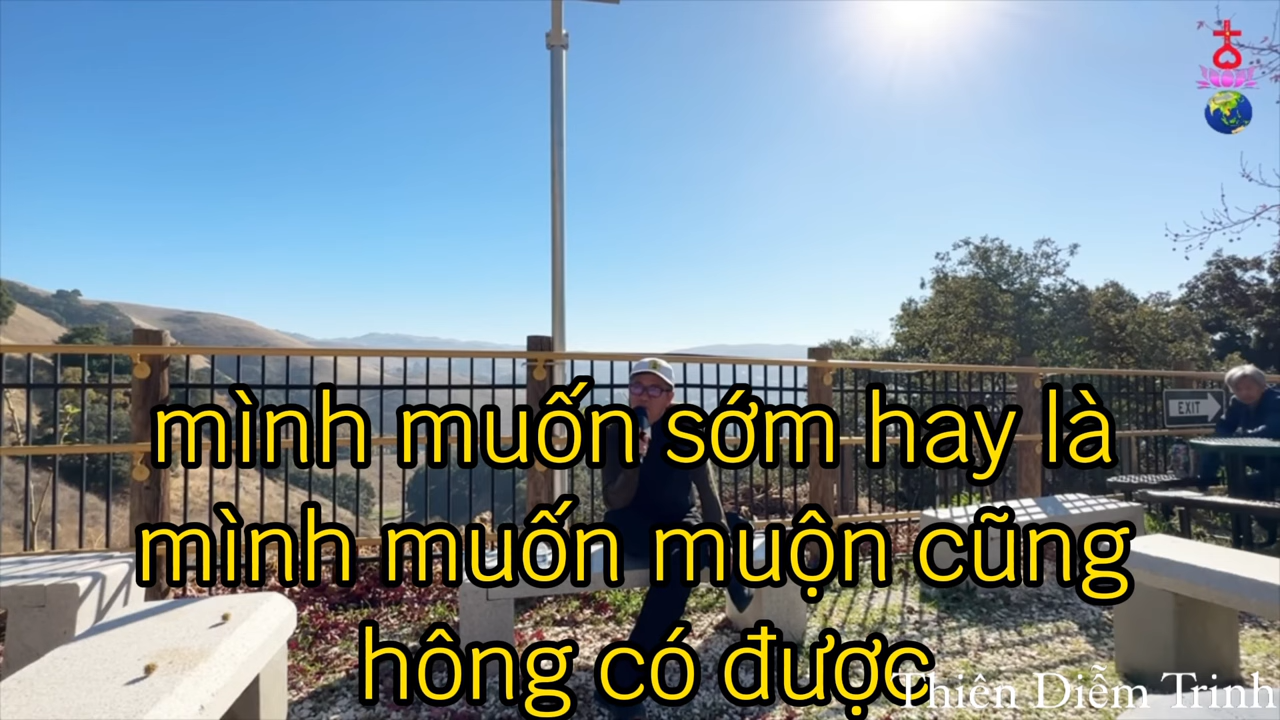 EXIT
mình muốn sớm hay là
mình muốn muộn cũng
hông có được
Thiên Diễm Trinh